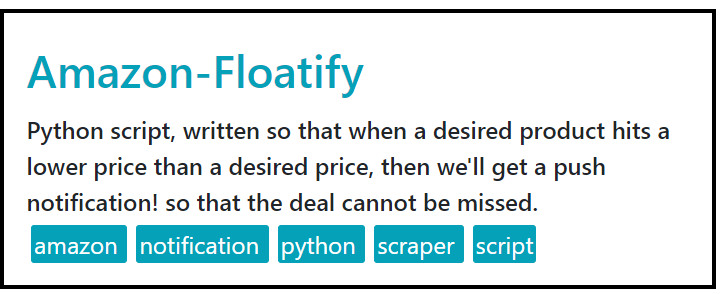 Amazon-Floatify
Python script, written so that when a desired product hits a
lower price than a desired price, then we'll get a push
notification! so that the deal cannot be missed.
amazon notification python scraper script